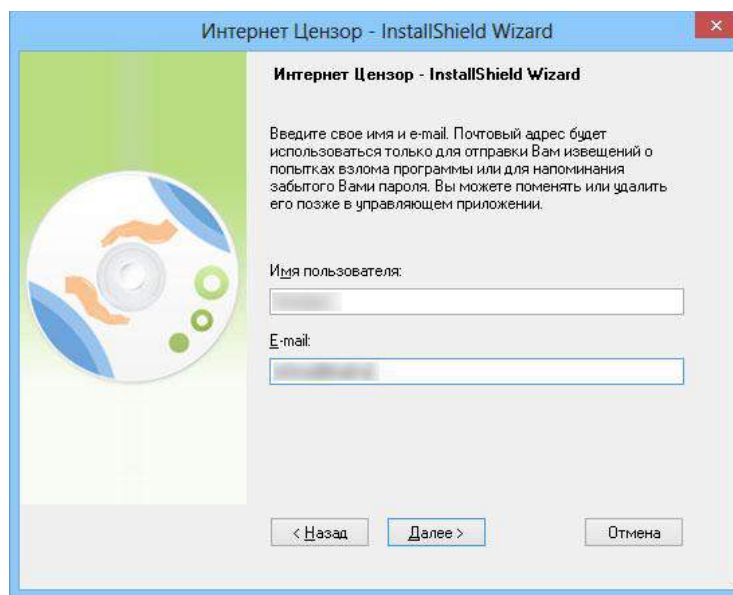 Интернет Цензор - InstallShield Wizard
Интернет Цензор - InstallShield Wizard
Введите свое имя и e-mail. Почтовый адрес будет
использоваться только для отправки Вам извещений о
попытках взлома программы или для напоминания
забытого Вами пароля. Вы можете поменять или удалить
его позже в управляющем приложении.
Имя пользователя:
E-mail:
< Назад Далее > Отмена